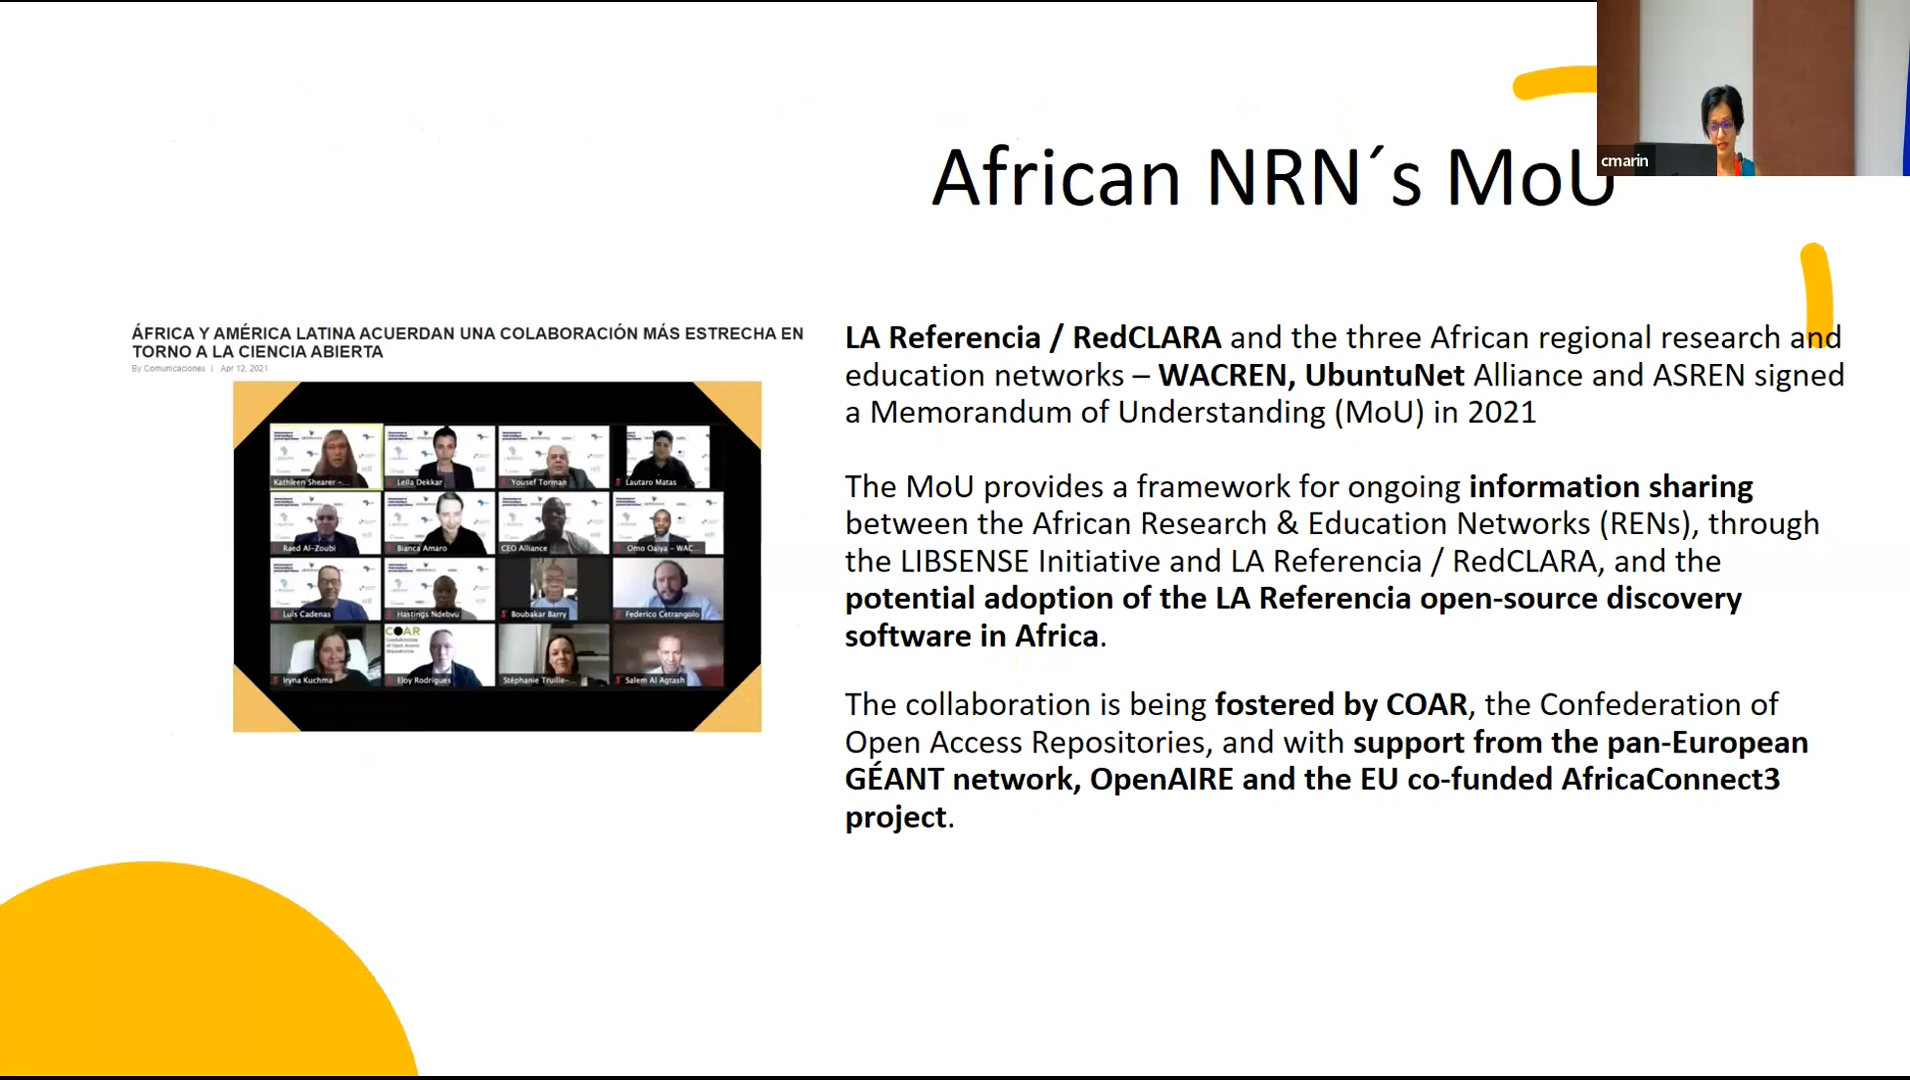 cmarin
African NRN´s MoU
ÁFRICA Y AMÉRICA LATINA ACUERDAN UNA COLABORACIÓN MÁS ESTRECHA EN
TORNO A LA CIENCIA ABIERTA
By Comunicaciones | Apr 12, 2021
Kathleen Shearer –...
Leila Dekkar
Yousef Torman
Lautaro Matas
Raed Al-Zoubi
Bianca Amaro
CEO Alliance
Omo Oaiya – WAC...
Luis Cadenas
Hastings Ndebvu
Boubakar Barry
Federico Cetrangolo
COAR
Iryna Kuchma
Eloy Rodrigues
Stéphanie Truille-...
Salem Al Agtash
LA Referencia / RedCLARA and the three African regional research and
education networks – WACREN, UbuntuNet Alliance and ASREN signed
a Memorandum of Understanding (MoU) in 2021
The MoU provides a framework for ongoing information sharing
between the African Research & Education Networks (RENs), through
the LIBSENSE Initiative and LA Referencia / RedCLARA, and the
potential adoption of the LA Referencia open-source discovery
software in Africa.
The collaboration is being fostered by COAR, the Confederation of
Open Access Repositories, and with support from the pan-European
GÉANT network, OpenAIRE and the EU co-funded AfricaConnect3
project.